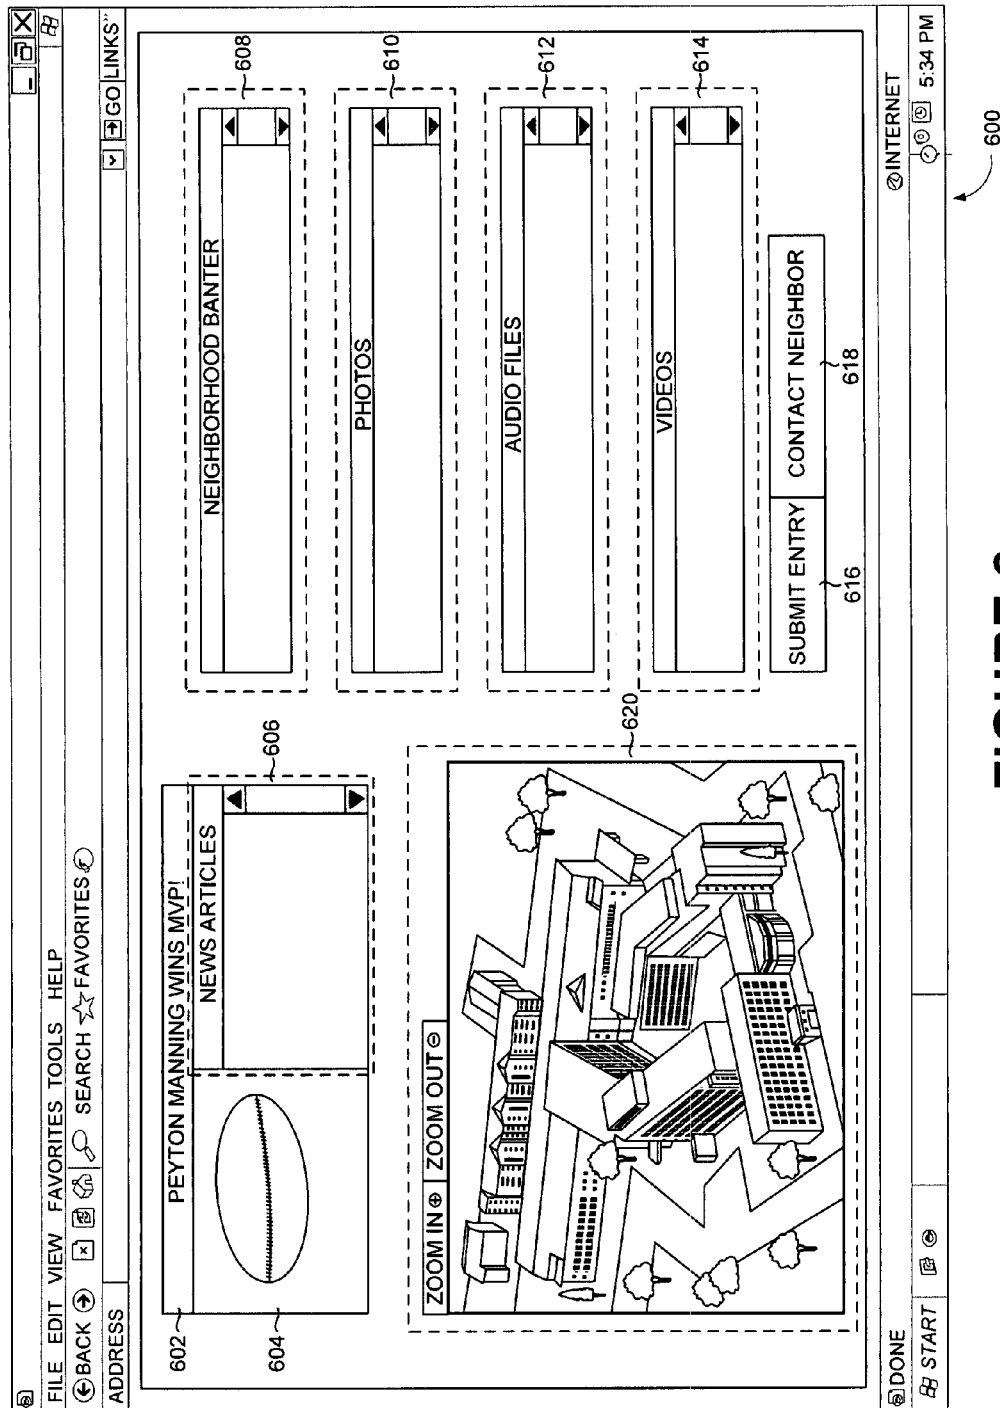 FILE EDIT VIEW FAVORITES TOOLS HELP
BACK SEARCH FAVORITES
ADDRESS
GO LINKS"
602
PEYTON MANNING WINS MVP!
604
NEWS ARTICLES
606
NEIGHBORHOOD BANTER
608
PHOTOS
610
AUDIO FILES
612
VIDEOS
614
ZOOM IN ZOOM OUT
620
SUBMIT ENTRY
616
CONTACT NEIGHBOR
618
DONE
INTERNET
START
5:34 PM
600
FIGURE